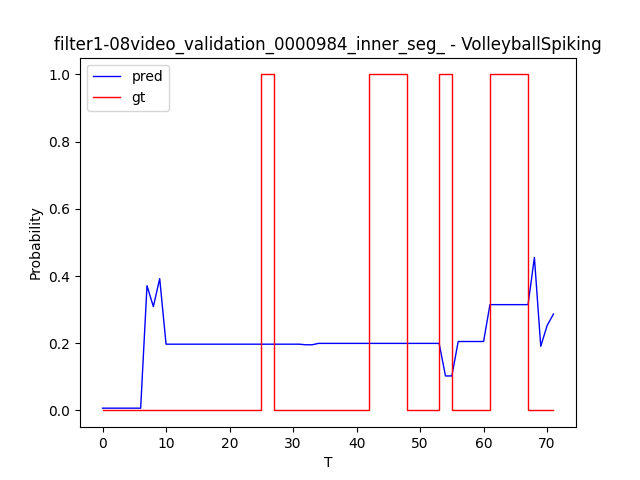 filter1-08video_validation_0000984_inner_seg_ - VolleyballSpiking
pred
gt
1.0
0.8
0.6
0.4
0.2
0.0
Probability
0 10 20 30 40 50 60 70
T